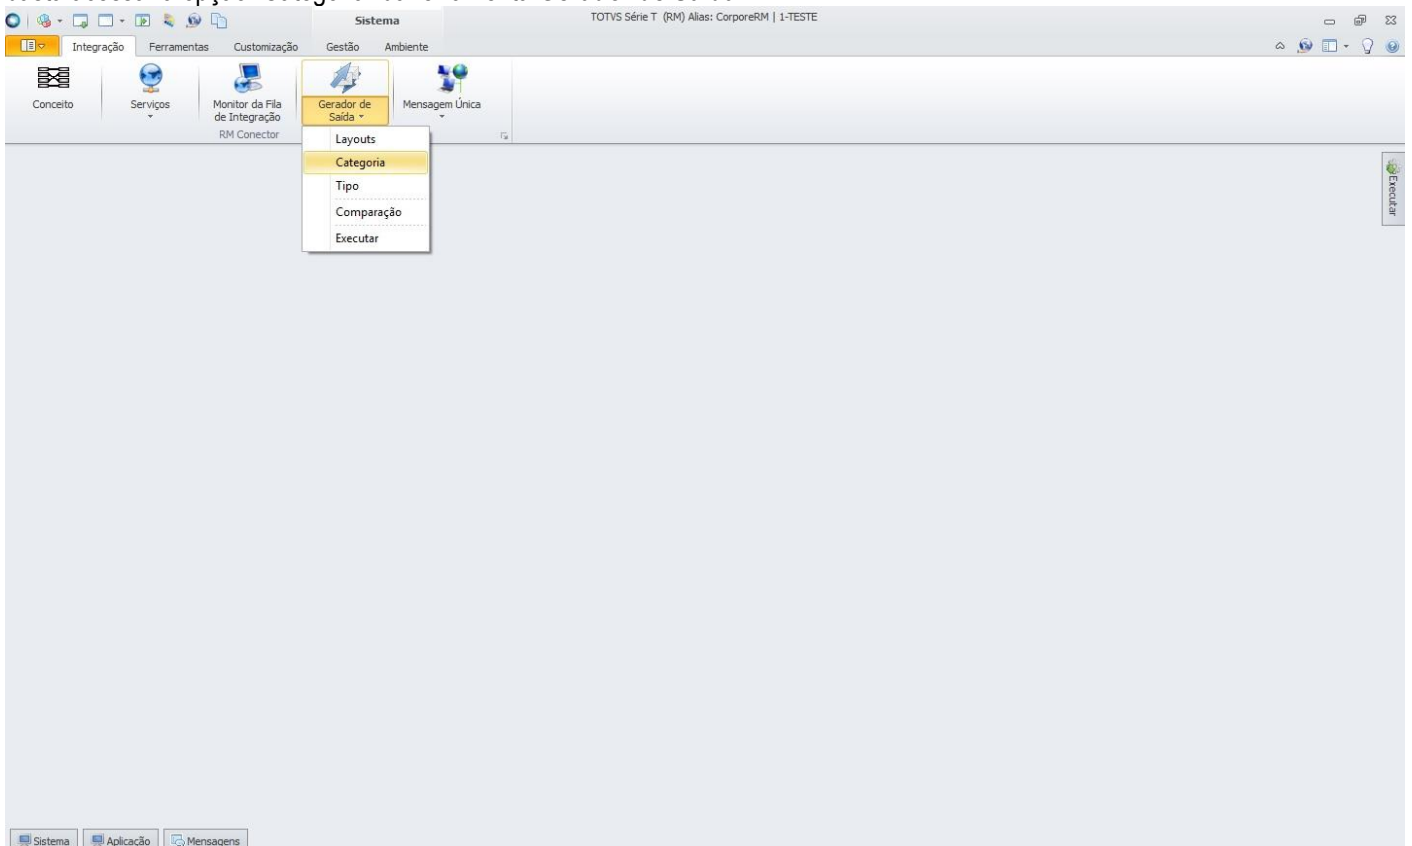 Sistema
TOTVS Série T (RM) Alias: CorporeRM | 1-TESTE
Integração Ferramentas Customização Gestão Ambiente
Conceito
Serviços
Monitor da Fila
de Integração
Gerador de
Saída
Mensagem Única
RM Conector
Layouts
Categoria
Tipo
Comparação
Executar
Executar
Sistema Aplicação Mensagens